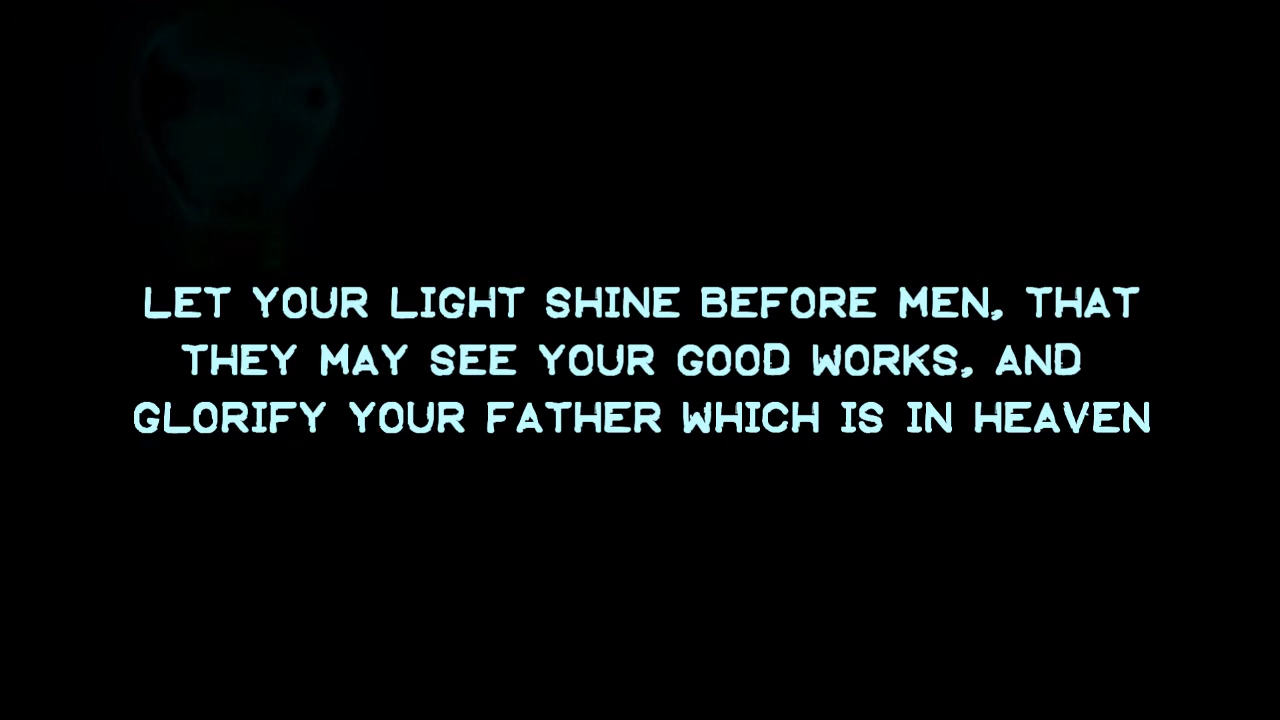 LET YOUR LIGHT SHINE BEFORE MEN, THAT
THEY MAY SEE YOUR GOOD WORKS, AND
GLORIFY YOUR FATHER WHICH IS IN HEAVEN